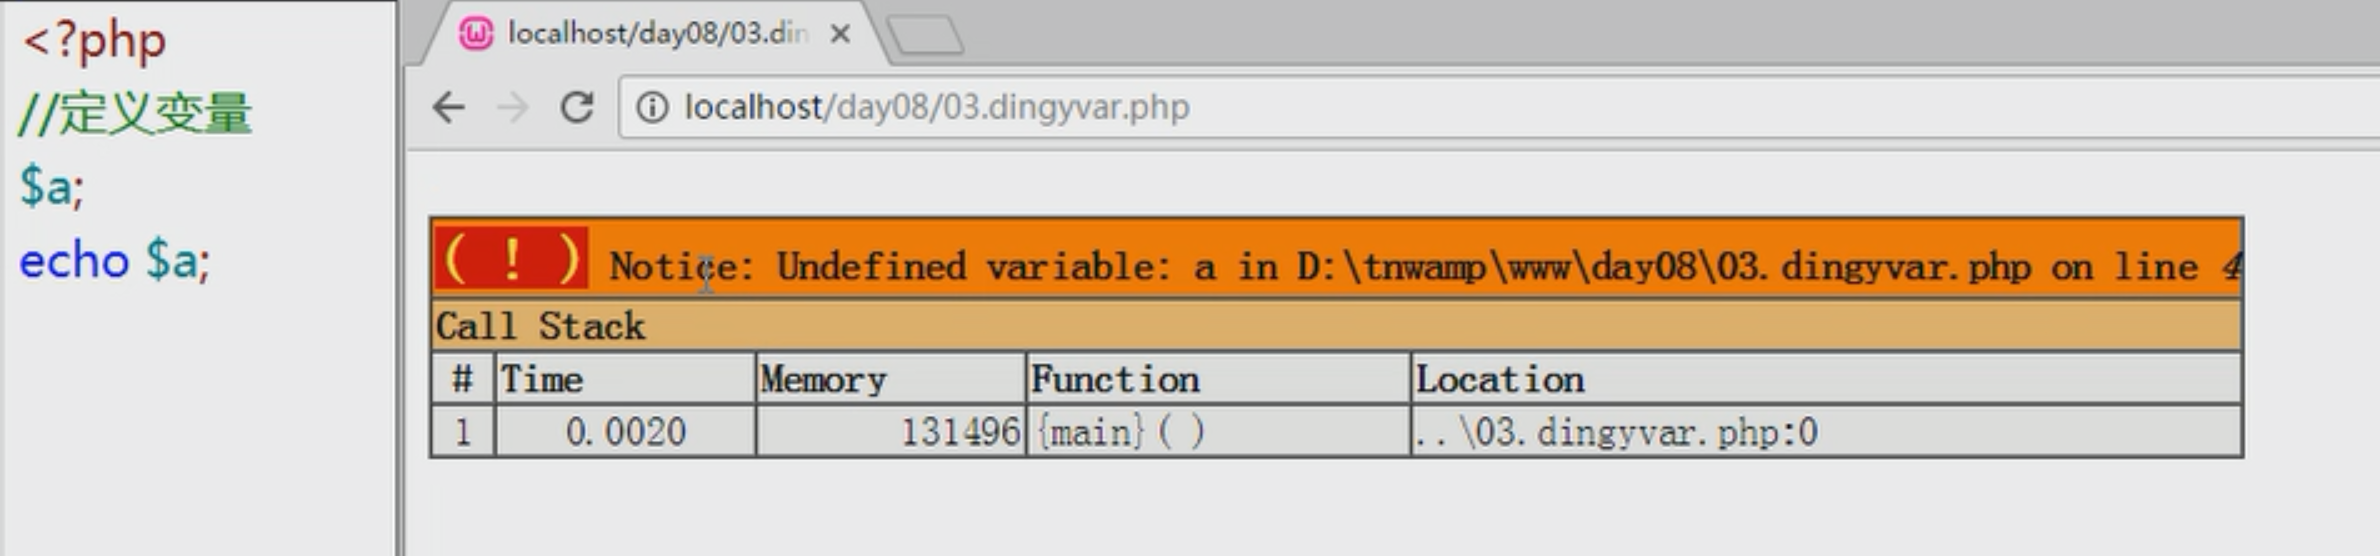 <?php
//定义变量
$a;
echo $a;
localhost/day08/03.din
localhost/day08/03.dingyvar.php
( ! ) Notice: Undefined variable: a in D:\tnwamp\www\day08\03.dingyvar.php on line 4
Call Stack
# Time Memory Function Location
1 0.0020 131496 {main}( ) ..\03.dingyvar.php:0